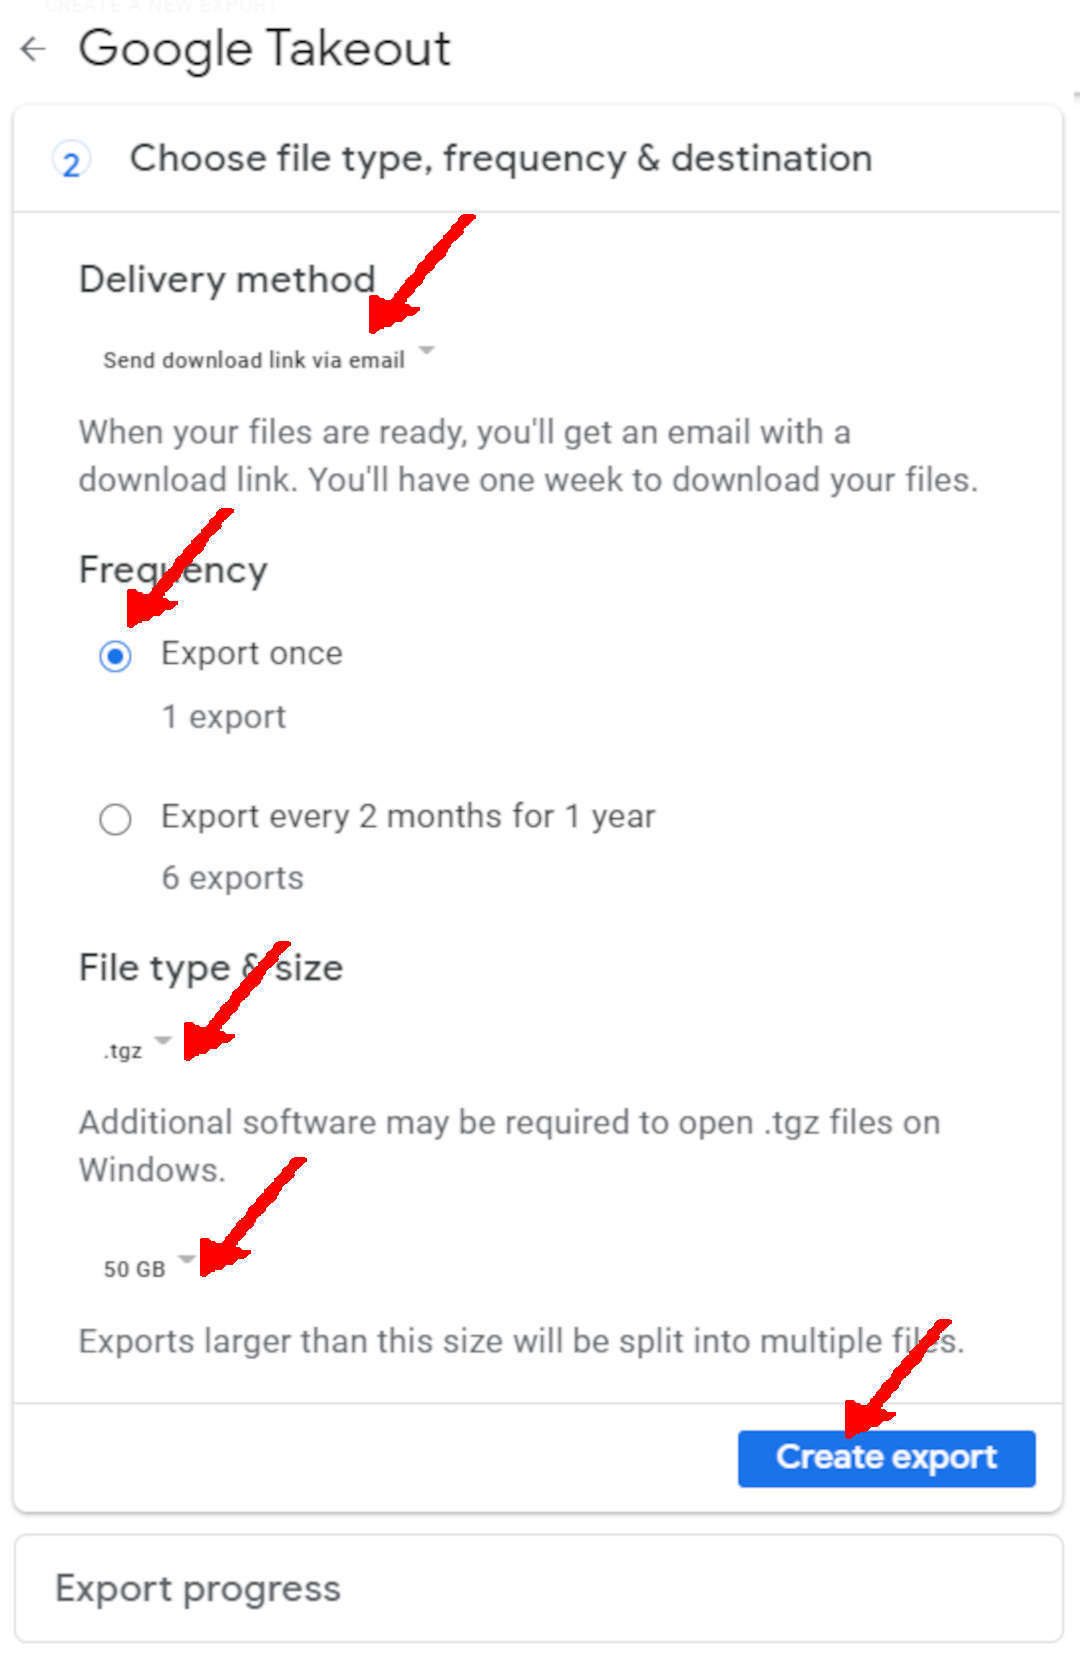 CREATE A NEW EXPORT
Google Takeout
2 Choose file type, frequency & destination
Delivery method
Send download link via email
When your files are ready, you'll get an email with a
download link. You'll have one week to download your files.
Frequency
Export once
1 export
Export every 2 months for 1 year
6 exports
File type & size
.tgz
Additional software may be required to open .tgz files on
Windows.
50 GB
Exports larger than this size will be split into multiple files.
Create export
Export progress